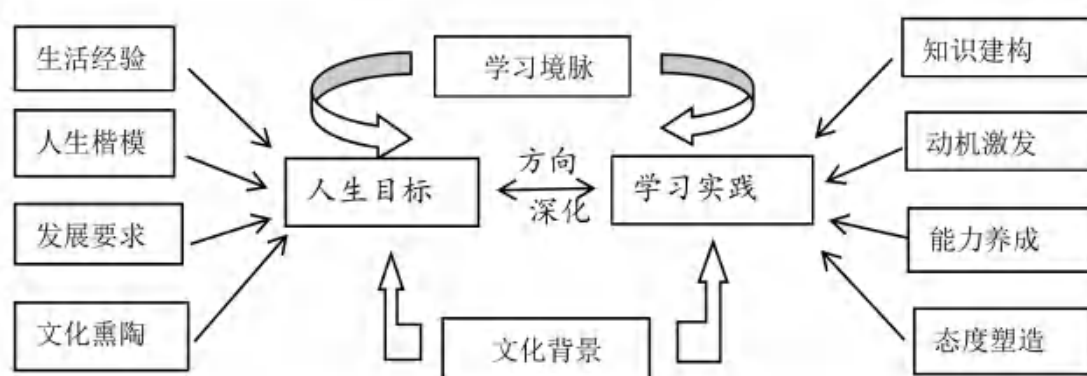 生活经验
人生楷模
发展要求
文化熏陶
学习境脉
人生目标
方向
深化
学习实践
文化背景
知识建构
动机激发
能力养成
态度塑造